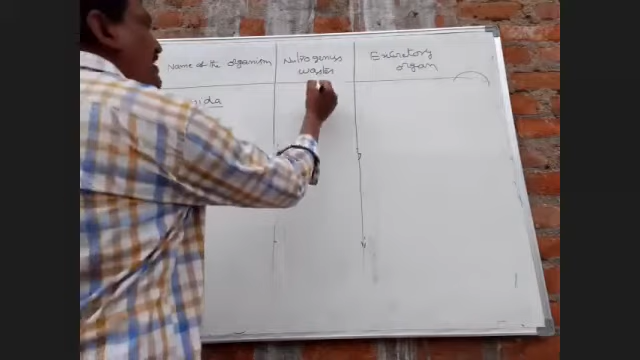 Name of the organism
Nitrogenous
wastes
Excretory
organ